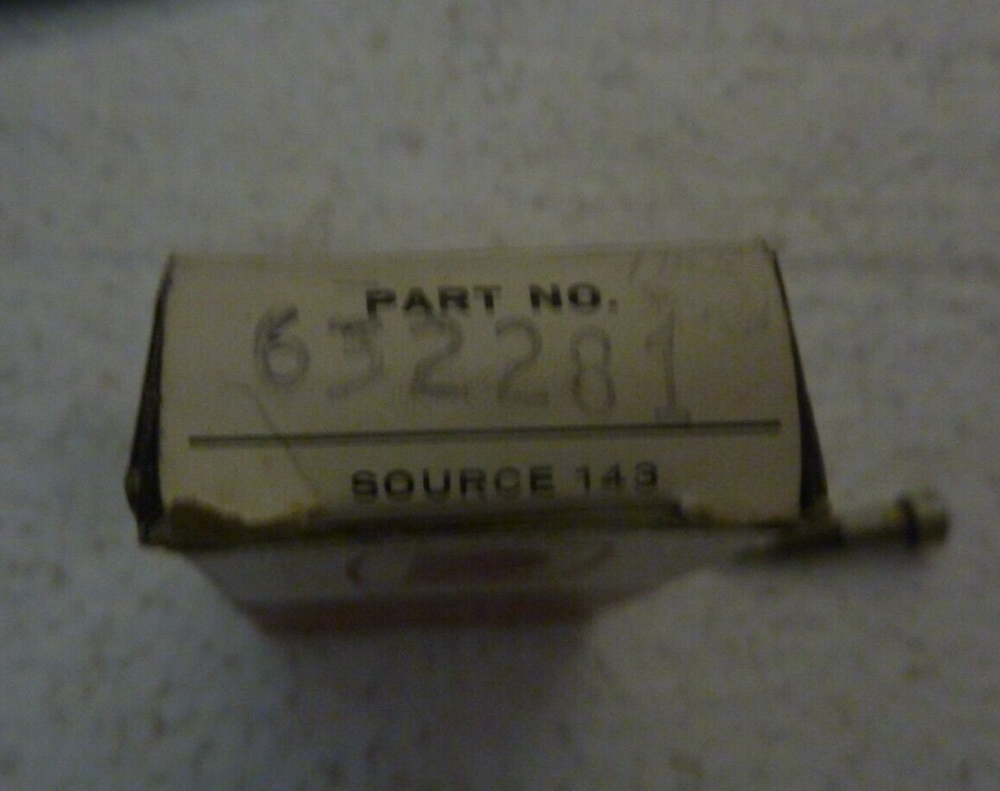 PART NO.
632281
SOURCE 143